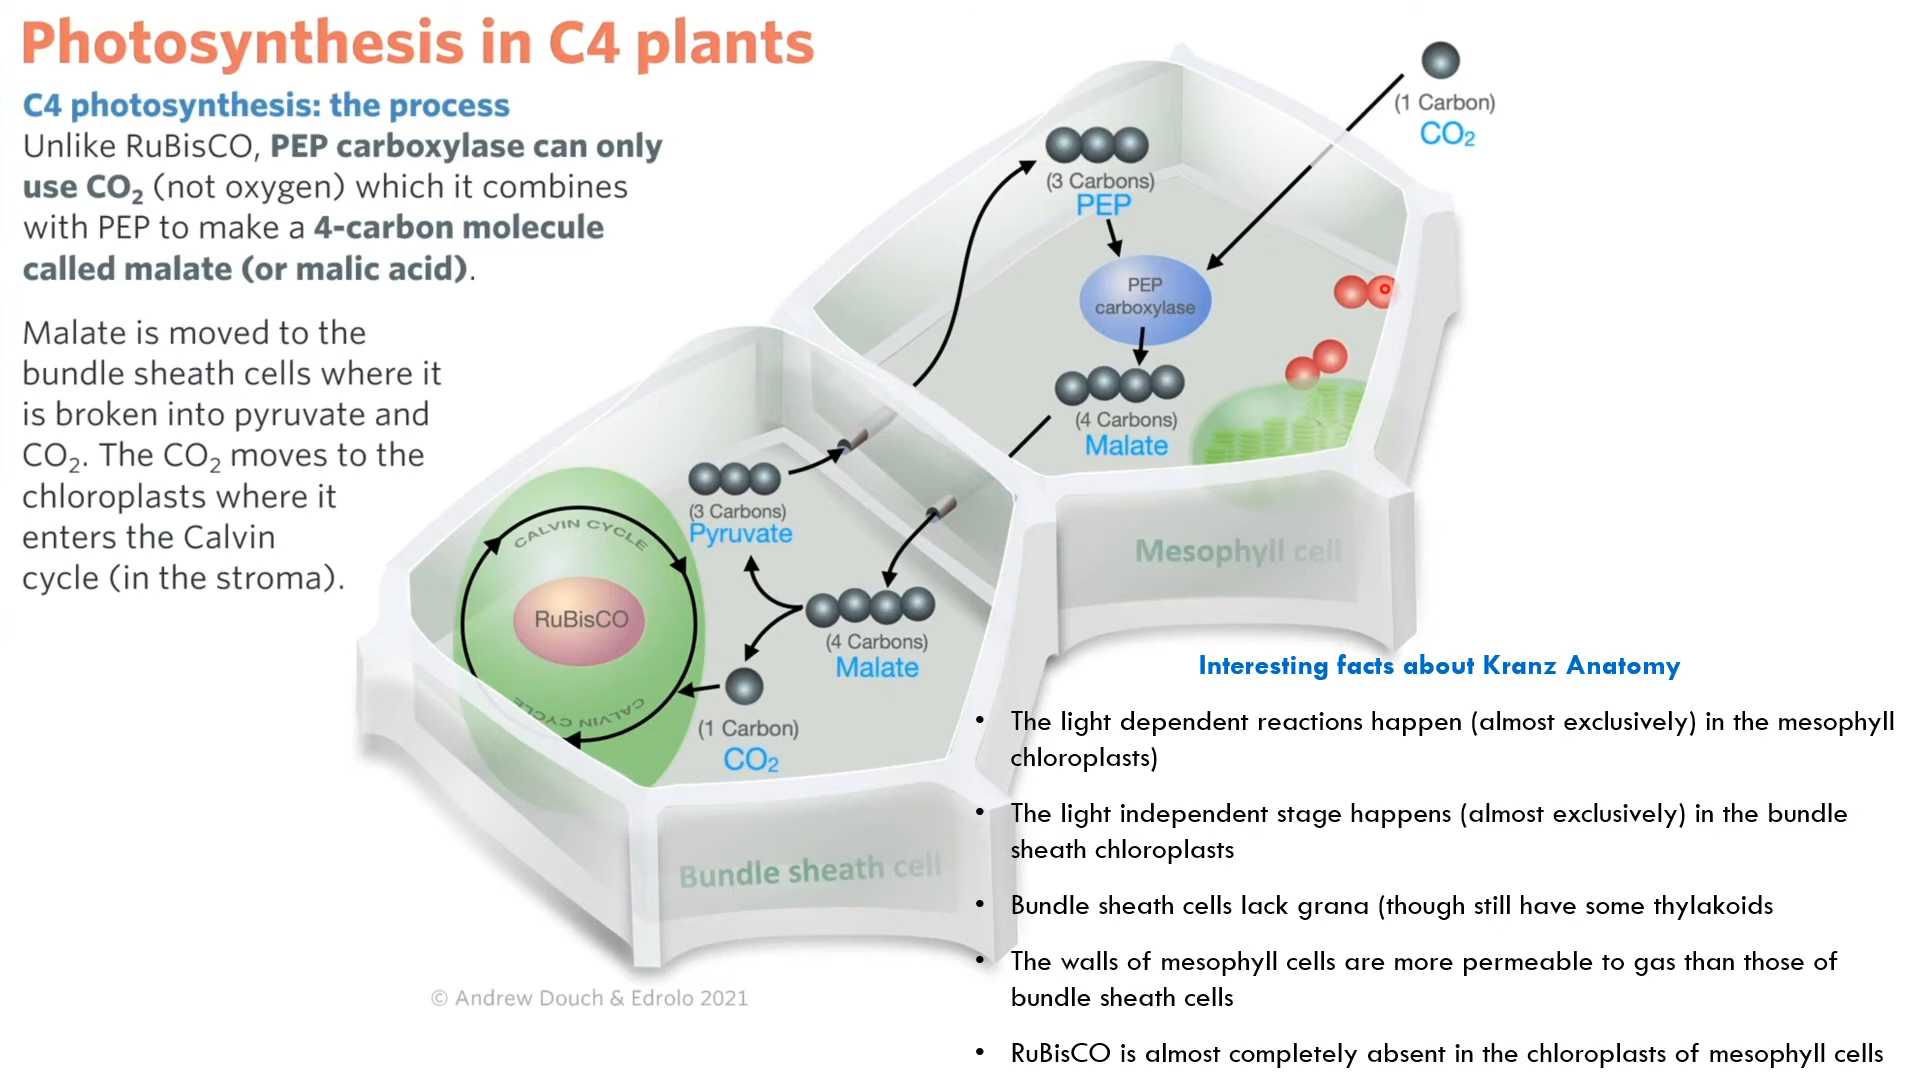 Photosynthesis in C4 plants
C4 photosynthesis: the process
Unlike RuBisCO, PEP carboxylase can only
use CO₂ (not oxygen) which it combines
with PEP to make a 4-carbon molecule
called malate (or malic acid).
Malate is moved to the
bundle sheath cells where it
is broken into pyruvate and
CO₂. The CO₂ moves to the
chloroplasts where it
enters the Calvin
cycle (in the stroma).
(1 Carbon)
CO₂
(3 Carbons)
PEP
PEP
carboxylase
(4 Carbons)
Malate
Mesophyll cell
(3 Carbons)
Pyruvate
CALVIN CYCLE
RuBisCO
CALVIN CYCLE
(4 Carbons)
Malate
(1 Carbon)
CO₂
Bundle sheath cell
© Andrew Douch & Edrolo 2021
Interesting facts about Kranz Anatomy
• The light dependent reactions happen (almost exclusively) in the mesophyll
chloroplasts)
• The light independent stage happens (almost exclusively) in the bundle
sheath chloroplasts
• Bundle sheath cells lack grana (though still have some thylakoids
• The walls of mesophyll cells are more permeable to gas than those of
bundle sheath cells
• RuBisCO is almost completely absent in the chloroplasts of mesophyll cells